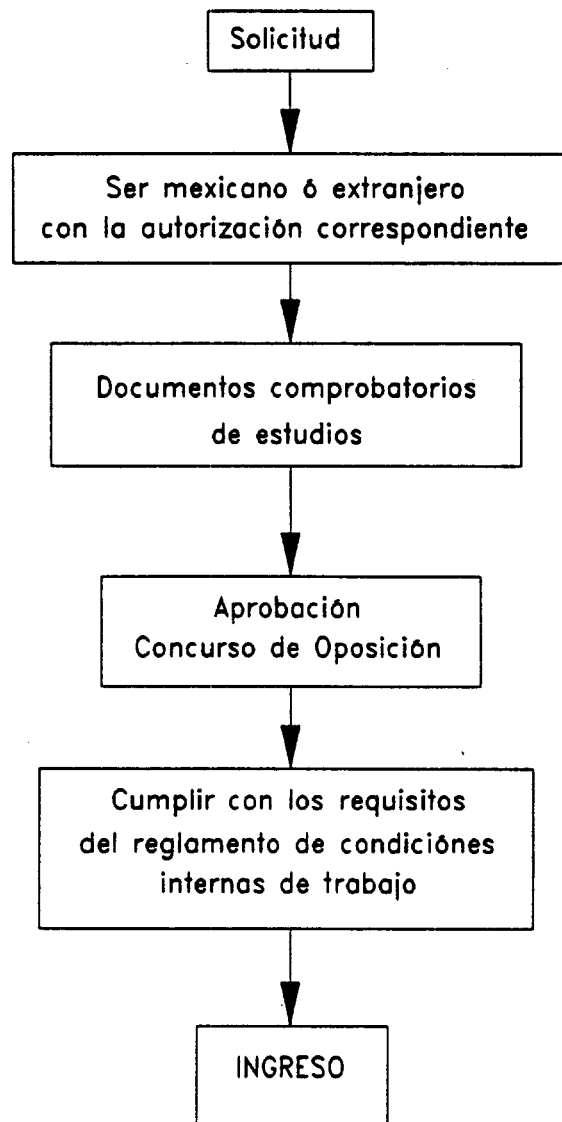 Solicitud
Ser mexicano ó extranjero
con la autorización correspondiente
Documentos comprobatorios
de estudios
Aprobación
Concurso de Oposición
Cumplir con los requisitos
del reglamento de condiciónes
internas de trabajo
INGRESO